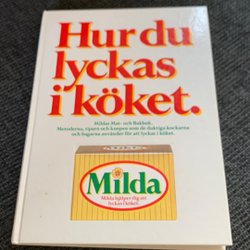 Hur du
lyckas
i köket.
Mildas Mat- och Bakbok.
Metoderna, tipsen och knepen som de duktiga kockarna
och bagarna använder för att lyckas i köket.
Milda
Milda hjälper dig att
lyckas i köket.